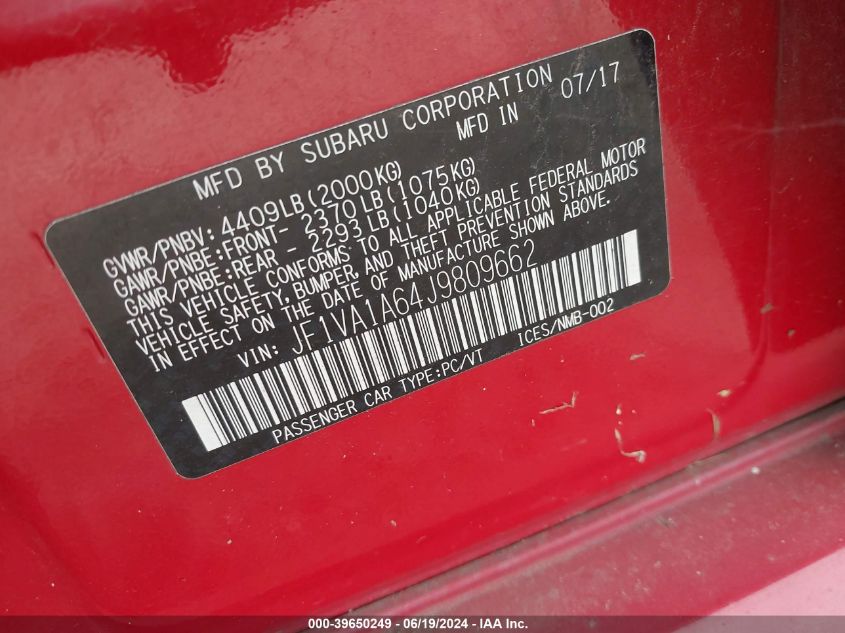 MFD BY SUBARU CORPORATION
MFD IN 07/17
GVWR/PNBV: 4409LB(2000KG)
GAWR/PNBE:FRONT- 2370LB(1075KG)
GAWR/PNBE:REAR - 2293LB(1040KG)
THIS VEHICLE CONFORMS TO ALL APPLICABLE FEDERAL MOTOR
VEHICLE SAFETY, BUMPER, AND THEFT PREVENTION STANDARDS
IN EFFECT ON THE DATE OF MANUFACTURE SHOWN ABOVE.
VIN: JF1VA1A64J9809662
PASSENGER CAR TYPE:PC/VT ICES/NMB-002
000-39650249 - 06/19/2024 - IAA Inc.